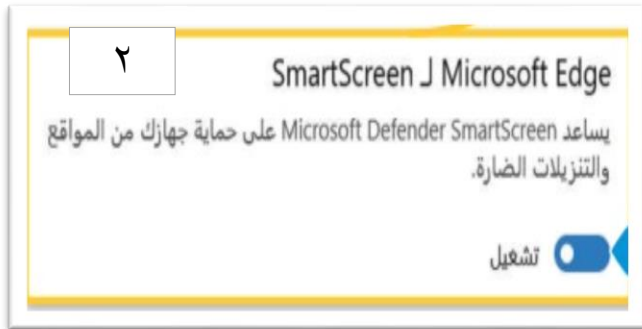 ٢
SmartScreen لـ Microsoft Edge
يساعد Microsoft Defender SmartScreen على حماية جهازك من المواقع
والتنزيلات الضارة.
تشغيل